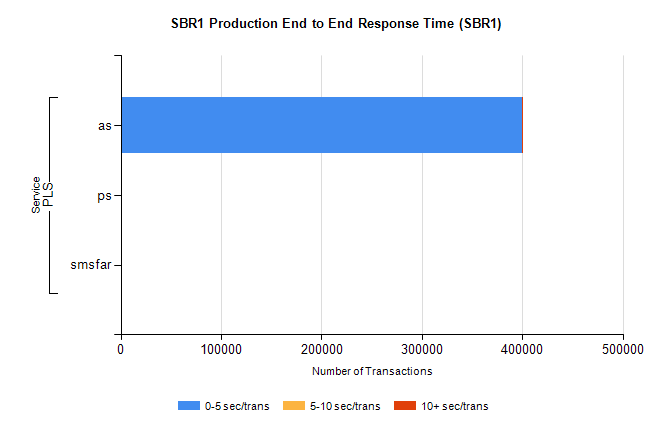 SBR1 Production End to End Response Time (SBR1)
Service
PLS
as
ps
smsfar
0 100000 200000 300000 400000 500000
Number of Transactions
0-5 sec/trans 5-10 sec/trans 10+ sec/trans